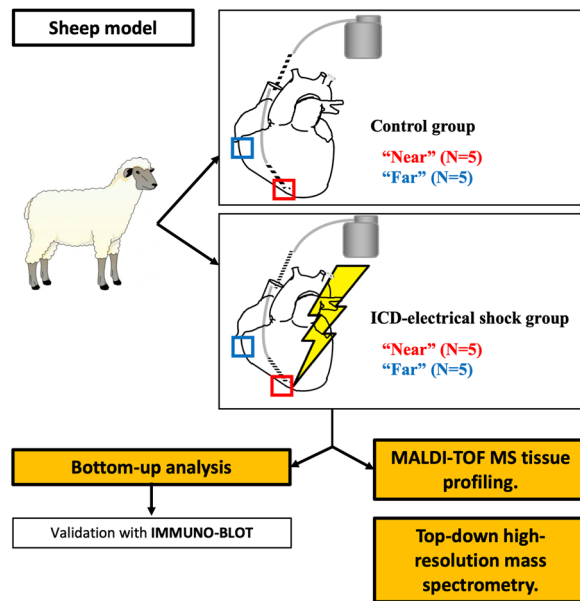 Sheep model
Control group
“Near” (N=5)
“Far” (N=5)
ICD-electrical shock group
“Near” (N=5)
“Far” (N=5)
Bottom-up analysis
Validation with IMMUNO-BLOT
MALDI-TOF MS tissue
profiling.
Top-down high-
resolution mass
spectrometry.